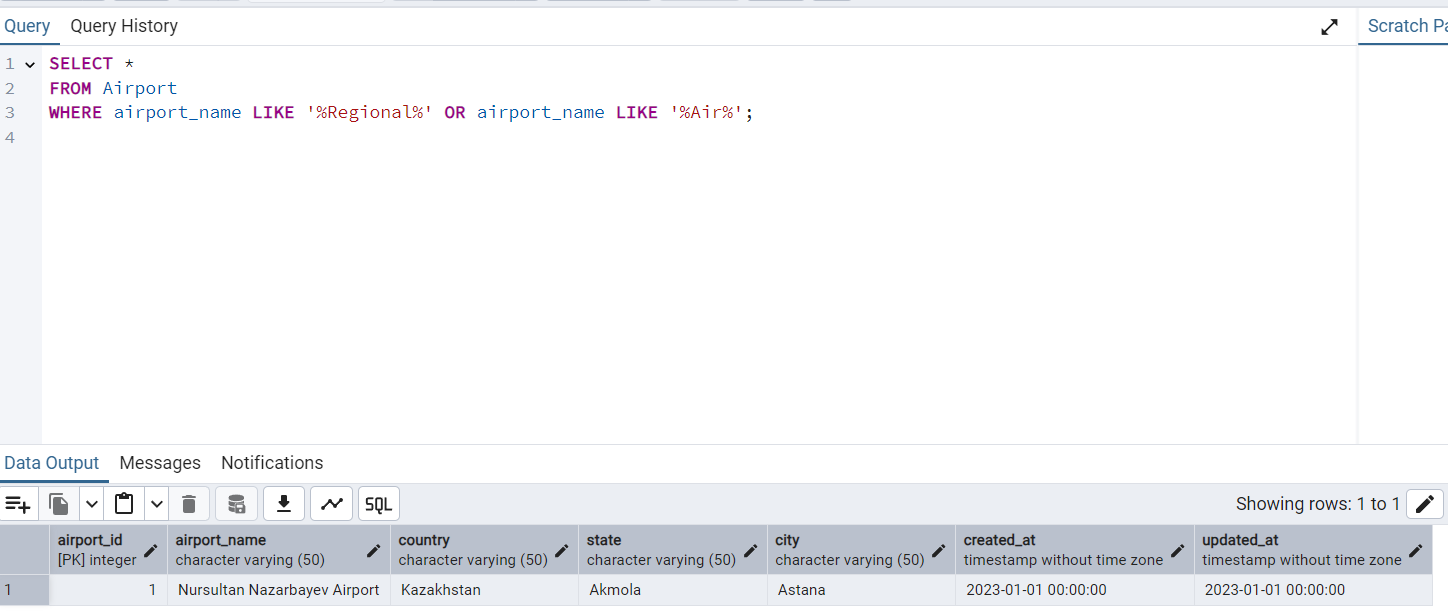 Query Query History Scratch Pa
1 SELECT *
2 FROM Airport
3 WHERE airport_name LIKE '%Regional%' OR airport_name LIKE '%Air%';
4
Data Output Messages Notifications
SQL Showing rows: 1 to 1
airport_id airport_name country state city created_at updated_at
[PK] integer character varying (50) character varying (50) character varying (50) character varying (50) timestamp without time zone timestamp without time zone
1 1 Nursultan Nazarbayev Airport Kazakhstan Akmola Astana 2023-01-01 00:00:00 2023-01-01 00:00:00